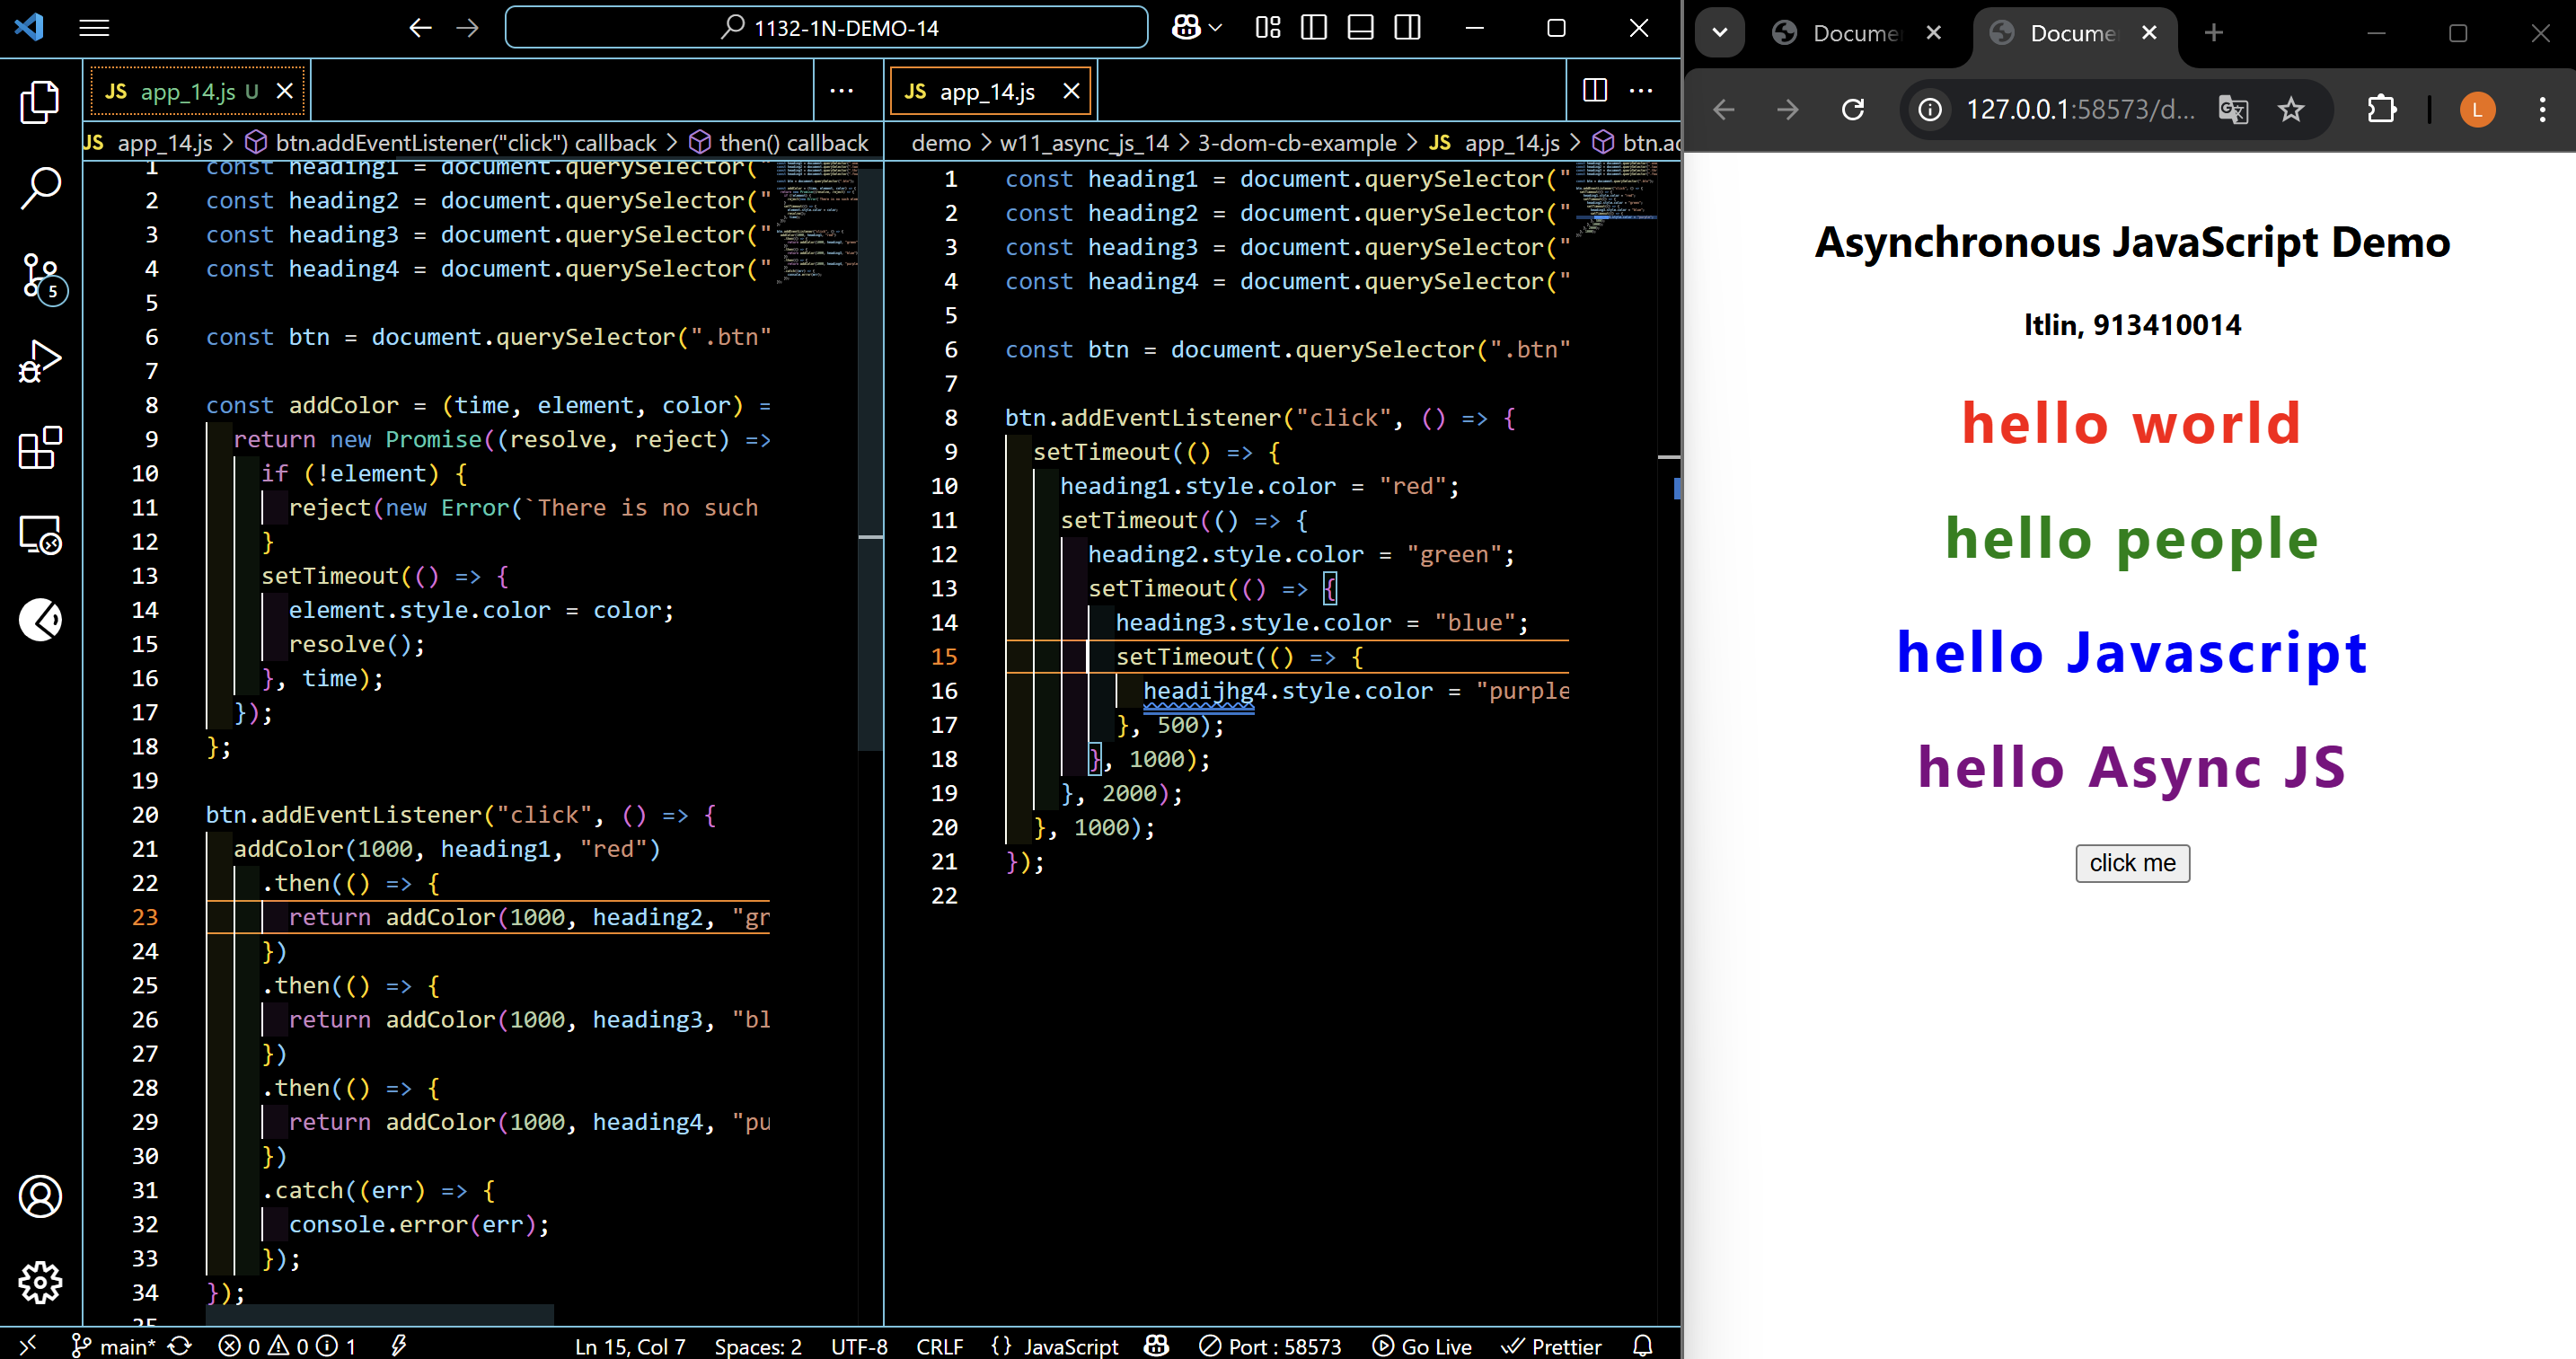 1132-1N-DEMO-14
JS app_14.js U
JS app_14.js
JS app_14.js > btn.addEventListener("click") callback > then() callback
demo > w11_async_js_14 > 3-dom-cb-example > JS app_14.js > btn.ac
1 const heading1 = document.querySelector("
2 const heading2 = document.querySelector("
3 const heading3 = document.querySelector("
4 const heading4 = document.querySelector("
5
6 const btn = document.querySelector(".btn"
7
8 const addColor = (time, element, color) =
9 return new Promise((resolve, reject) =>
10 if (!element) {
11 reject(new Error(`There is no such
12 }
13 setTimeout(() => {
14 element.style.color = color;
15 resolve();
16 }, time);
17 });
18 };
19
20 btn.addEventListener("click", () => {
21 addColor(1000, heading1, "red")
22 .then(() => {
23 return addColor(1000, heading2, "gr
24 })
25 .then(() => {
26 return addColor(1000, heading3, "bl
27 })
28 .then(() => {
29 return addColor(1000, heading4, "pu
30 })
31 .catch((err) => {
32 console.error(err);
33 });
34 });
35
1 const heading1 = document.querySelector("
2 const heading2 = document.querySelector("
3 const heading3 = document.querySelector("
4 const heading4 = document.querySelector("
5
6 const btn = document.querySelector(".btn"
7
8 btn.addEventListener("click", () => {
9 setTimeout(() => {
10 heading1.style.color = "red";
11 setTimeout(() => {
12 heading2.style.color = "green";
13 setTimeout(() => {
14 heading3.style.color = "blue";
15 setTimeout(() => {
16 headijhg4.style.color = "purple
17 }, 500);
18 }, 1000);
19 }, 2000);
20 }, 1000);
21 });
22
5
main* 0 0 1 Ln 15, Col 7 Spaces: 2 UTF-8 CRLF {} JavaScript Port : 58573 Go Live Prettier
Docume
Docume
127.0.0.1:58573/d...
L
Asynchronous JavaScript Demo
ltlin, 913410014
hello world
hello people
hello Javascript
hello Async JS
click me